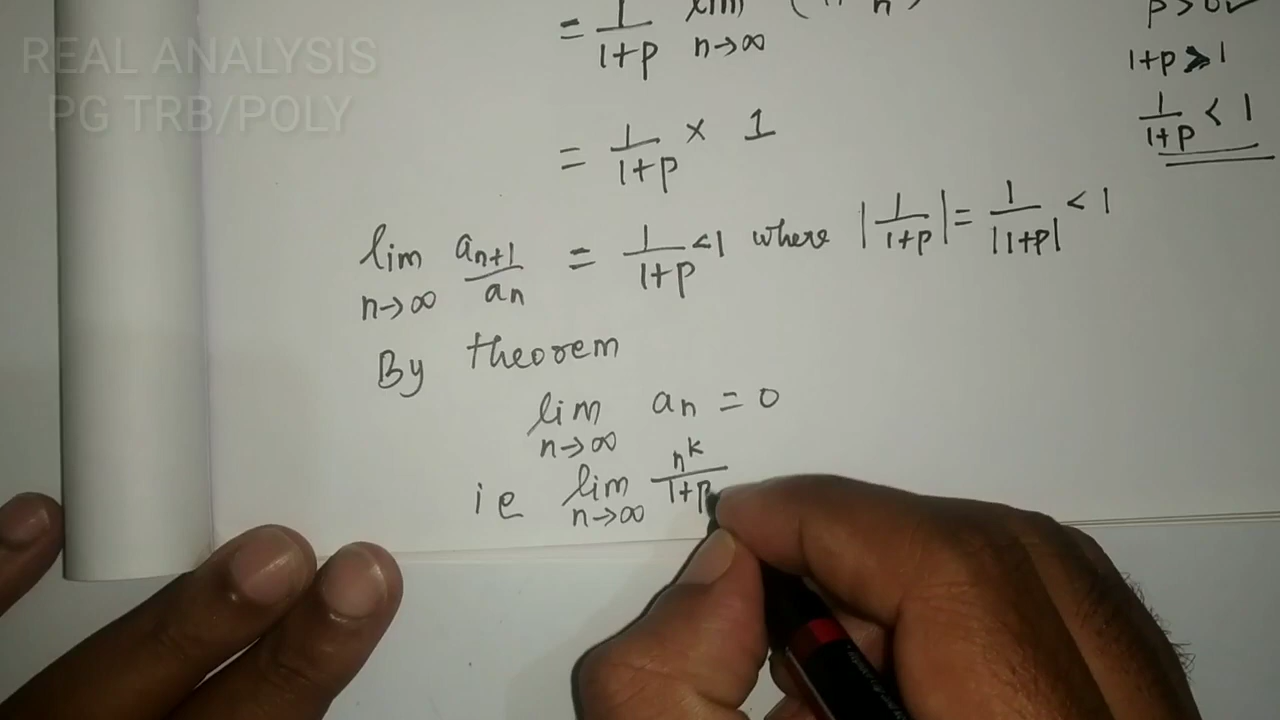 REAL ANALYSIS
PG TRB/POLY
= 1/(1+p) lim n→∞
p > 0
1+p > 1
1/(1+p) < 1
= 1/(1+p) × 1
lim n→∞ a_{n+1}/a_n = 1/(1+p) < 1 where |1/(1+p)| = 1/|1+p| < 1
By theorem
lim n→∞ a_n = 0
ie lim n→∞ n^k/(1+p